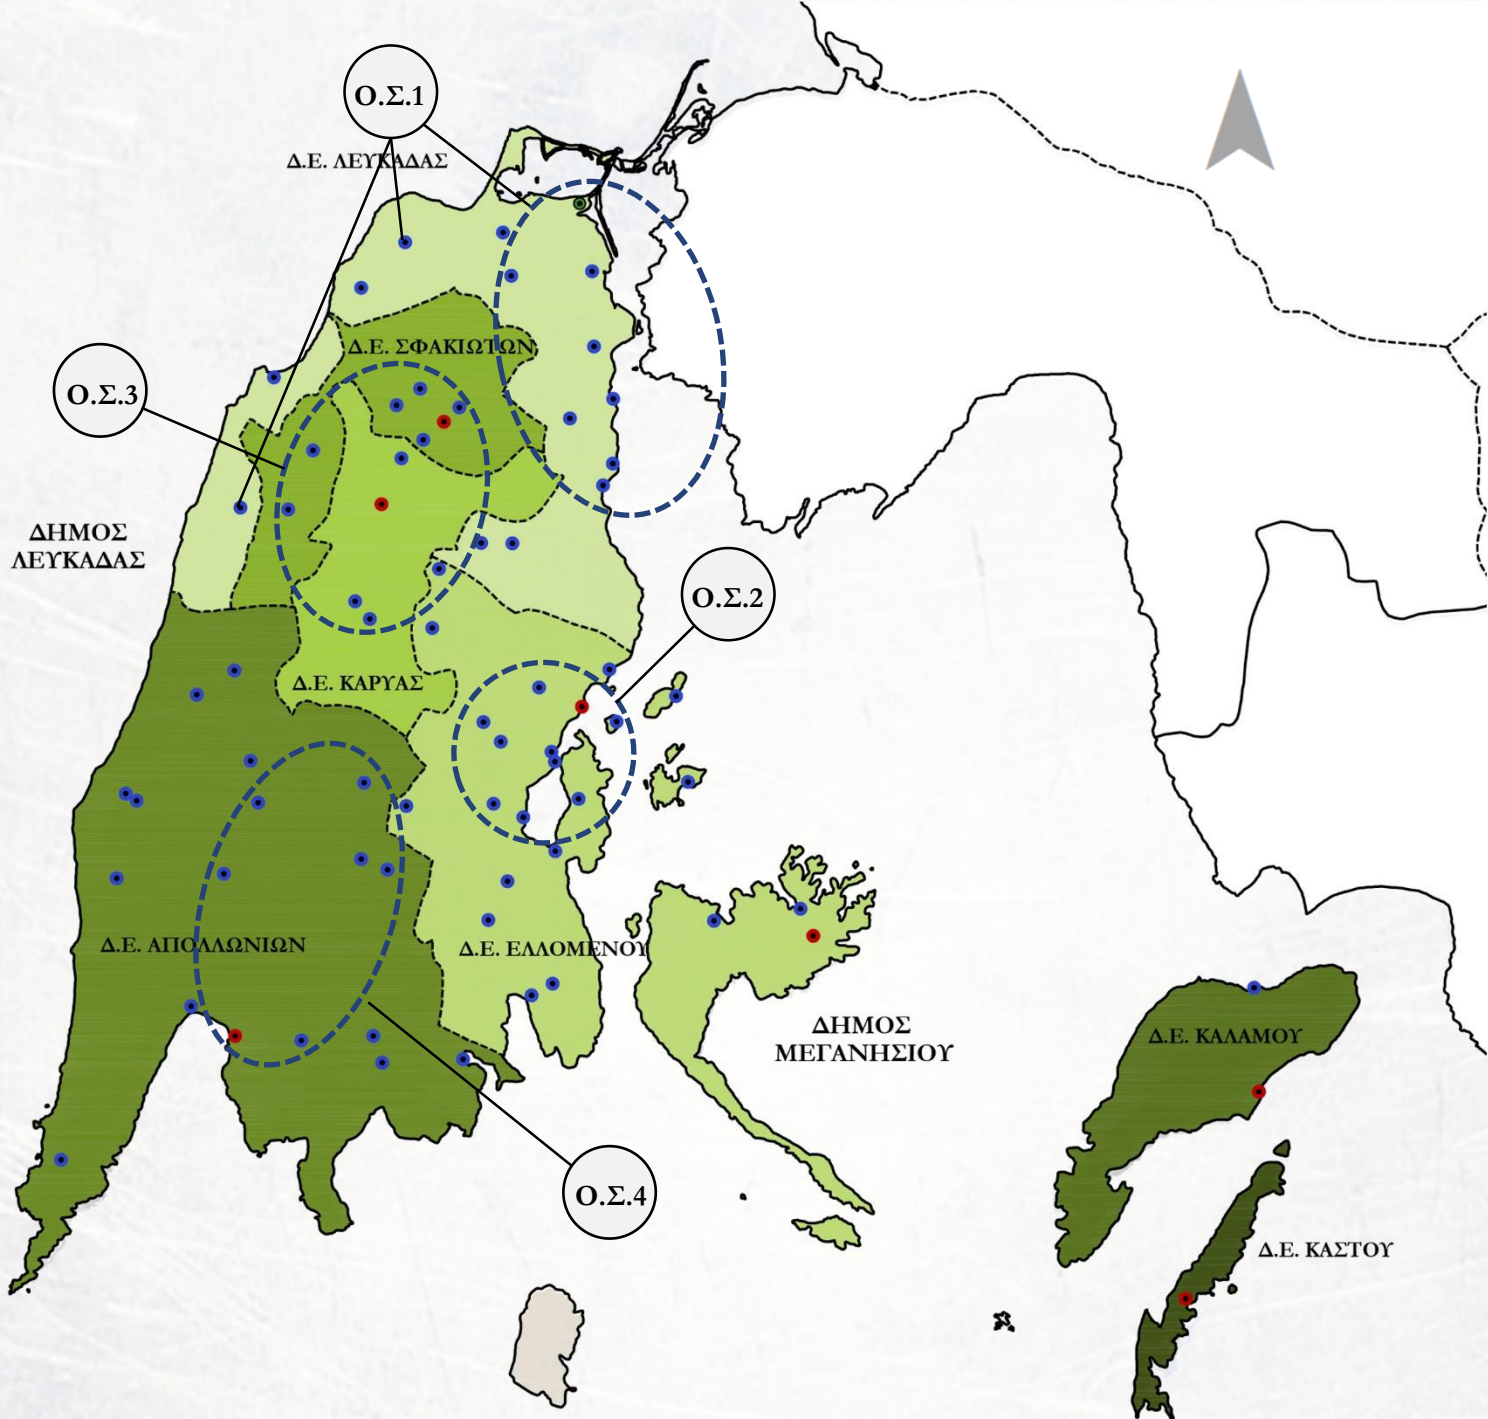 Ο.Σ.1
Δ.Ε. ΛΕΥΚΑΔΑΣ
Δ.Ε. ΣΦΑΚΙΩΤΩΝ
Ο.Σ.3
ΔΗΜΟΣ
ΛΕΥΚΑΔΑΣ
Ο.Σ.2
Δ.Ε. ΚΑΡΥΑΣ
Δ.Ε. ΑΠΟΛΛΩΝΙΩΝ
Δ.Ε. ΕΛΛΟΜΕΝΟΥ
ΔΗΜΟΣ
ΜΕΓΑΝΗΣΙΟΥ
Δ.Ε. ΚΑΛΑΜΟΥ
Ο.Σ.4
Δ.Ε. ΚΑΣΤΟΥ